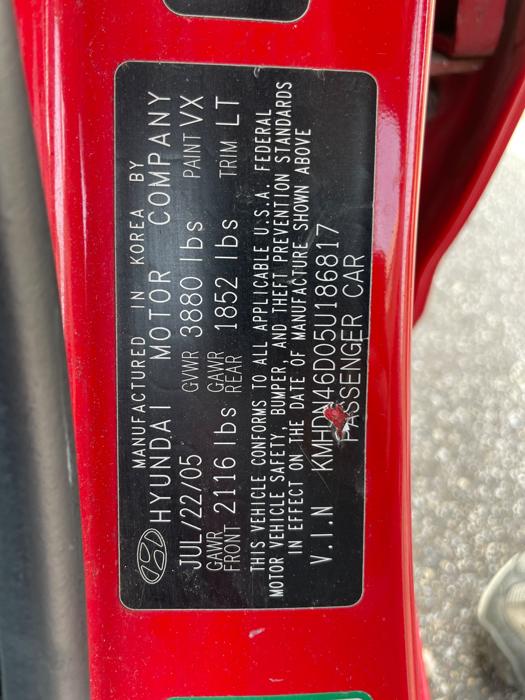 MANUFACTURED IN KOREA BY
HYUNDAI MOTOR COMPANY
JUL/22/05 GVWR 3880 lbs PAINT VX
GAWR FRONT 2116 lbs GAWR REAR 1852 lbs TRIM LT
THIS VEHICLE CONFORMS TO ALL APPLICABLE U.S.A. FEDERAL
MOTOR VEHICLE SAFETY, BUMPER, AND THEFT PREVENTION STANDARDS
IN EFFECT ON THE DATE OF MANUFACTURE SHOWN ABOVE
V.I.N KMHDN46D05U186817
PASSENGER CAR